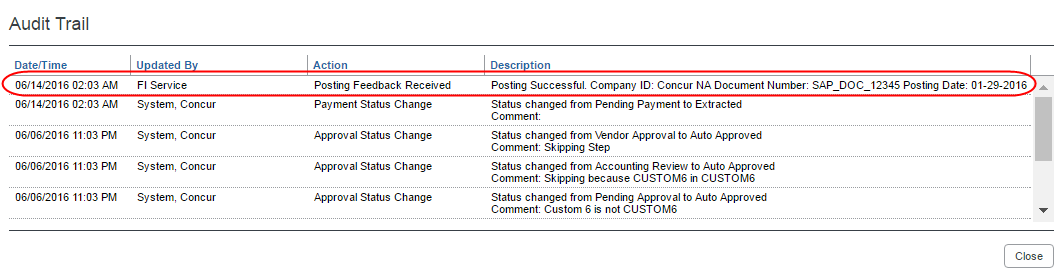 Audit Trail
Date/Time Updated By Action Description
06/14/2016 02:03 AM FI Service Posting Feedback Received Posting Successful. Company ID: Concur NA Document Number: SAP_DOC_12345 Posting Date: 01-29-2016
06/14/2016 02:03 AM System, Concur Payment Status Change Status changed from Pending Payment to Extracted
Comment:
06/06/2016 11:03 PM System, Concur Approval Status Change Status changed from Vendor Approval to Auto Approved
Comment: Skipping Step
06/06/2016 11:03 PM System, Concur Approval Status Change Status changed from Accounting Review to Auto Approved
Comment: Skipping because CUSTOM6 in CUSTOM6
06/06/2016 11:03 PM System, Concur Approval Status Change Status changed from Pending Approval to Auto Approved
Comment: Custom 6 is not CUSTOM6
Close